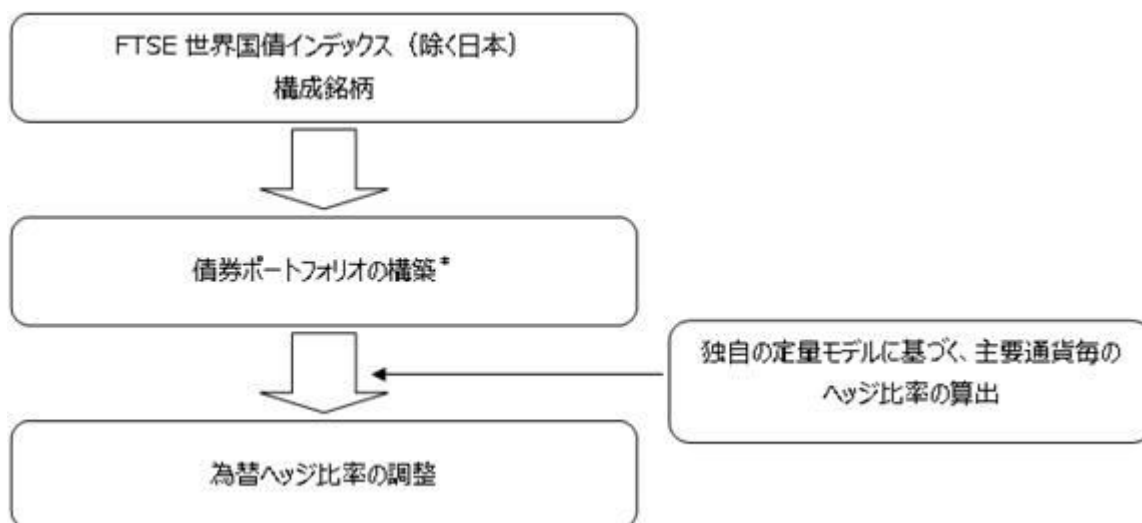 FTSE 世界国債インデックス（除く日本）
構成銘柄
債券ポートフォリオの構築*
独自の定量モデルに基づく、主要通貨毎の
ヘッジ比率の算出
為替ヘッジ比率の調整